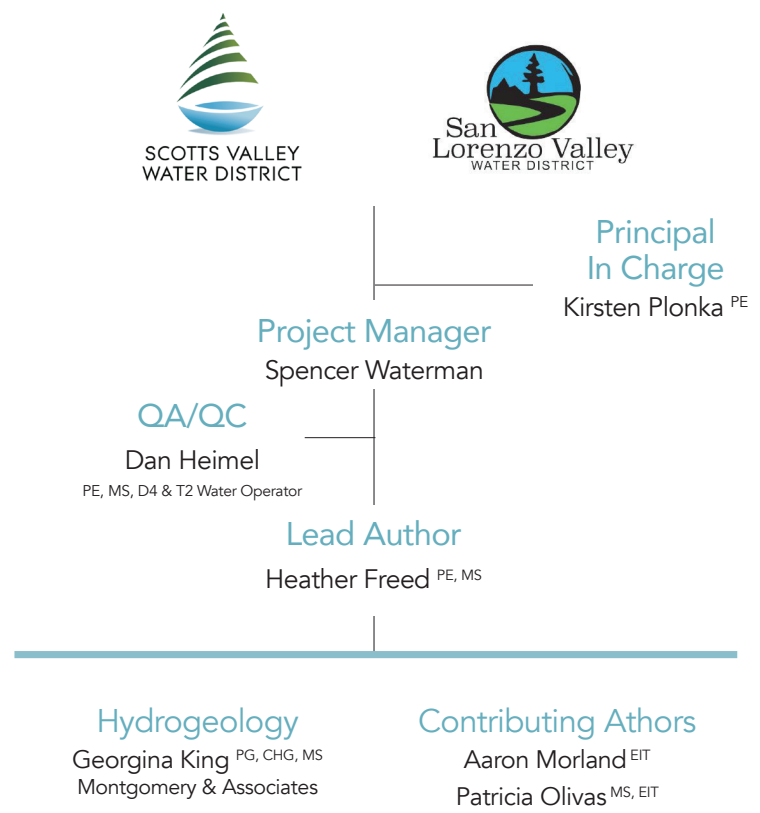 SCOTTS VALLEY
WATER DISTRICT
San
Lorenzo Valley
WATER DISTRICT
Principal
In Charge
Kirsten Plonka PE
Project Manager
Spencer Waterman
QA/QC
Dan Heimel
PE, MS, D4 & T2 Water Operator
Lead Author
Heather Freed PE, MS
Hydrogeology
Georgina King PG, CHG, MS
Montgomery & Associates
Contributing Athors
Aaron Morland EIT
Patricia Olivas MS, EIT